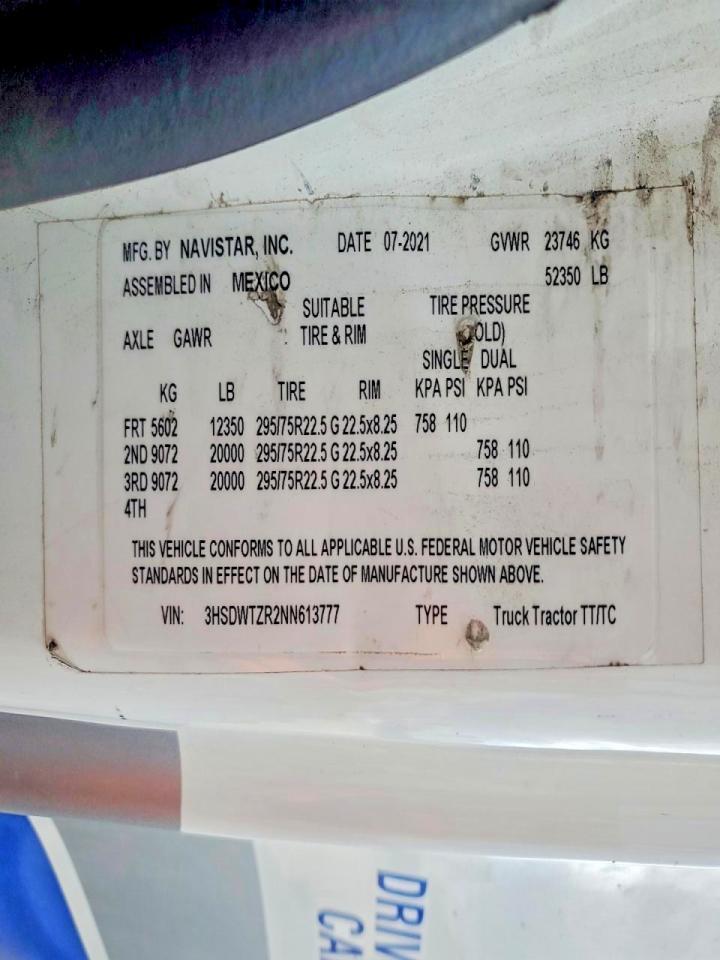 MFG. BY NAVISTAR, INC. DATE 07-2021 GVWR 23746 KG
ASSEMBLED IN MEXICO 52350 LB
SUITABLE TIRE PRESSURE
AXLE GAWR TIRE & RIM OLD)
SINGLE DUAL
KG LB TIRE RIM KPA PSI KPA PSI
FRT 5602 12350 295/75R22.5 G 22.5x8.25 758 110
2ND 9072 20000 295/75R22.5 G 22.5x8.25 758 110
3RD 9072 20000 295/75R22.5 G 22.5x8.25 758 110
4TH
THIS VEHICLE CONFORMS TO ALL APPLICABLE U.S. FEDERAL MOTOR VEHICLE SAFETY
STANDARDS IN EFFECT ON THE DATE OF MANUFACTURE SHOWN ABOVE.
VIN: 3HSDWTZR2NN613777 TYPE Truck Tractor TT/TC
DRIV
CA